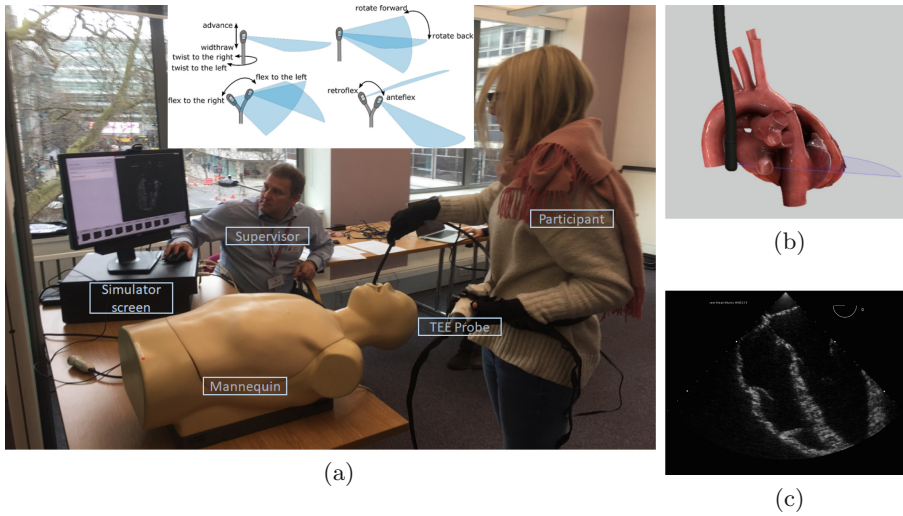 advance
widthraw
twist to the right
twist to the left
rotate forward
rotate back
flex to the left
flex to the right
retroflex
anteflex
Supervisor
Participant
Simulator
screen
TEE Probe
Mannequin
(a)
(b)
(c)